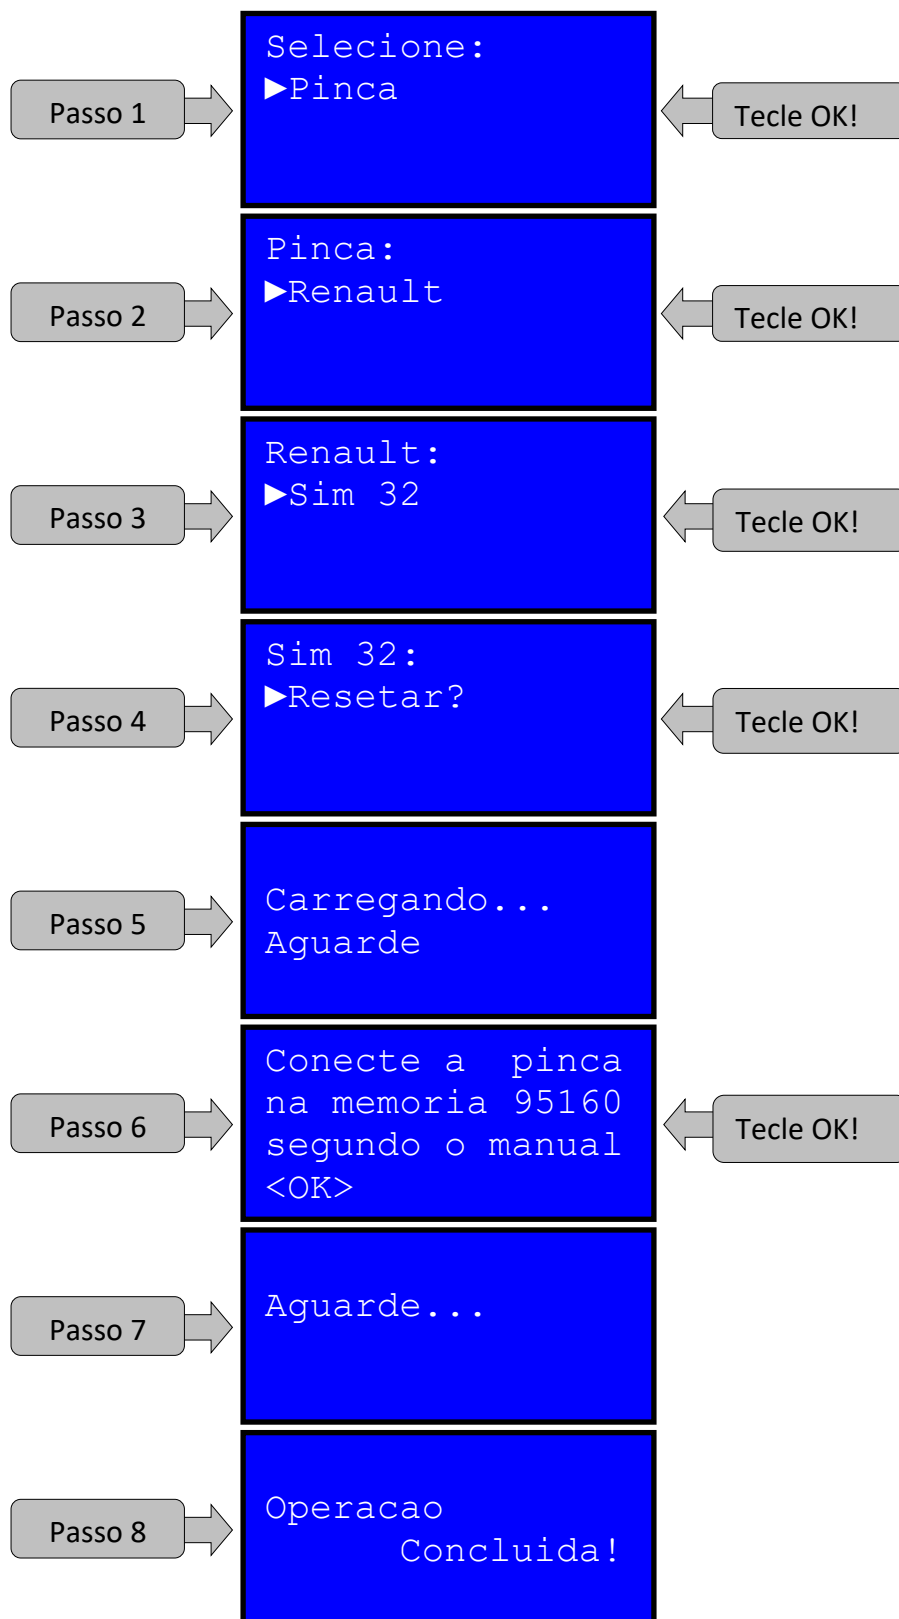 Selecione:
Passo 1
►Pinca
Tecle OK!
Pinca:
Passo 2
►Renault
Tecle OK!
Renault:
Passo 3
►Sim 32
Tecle OK!
Sim 32:
Passo 4
►Resetar?
Tecle OK!
Passo 5
Carregando...
Aguarde
Passo 6
Conecte a  pinca
na memoria 95160
segundo o manual
<OK>
Tecle OK!
Passo 7
Aguarde...
Passo 8
Operacao
Concluida!